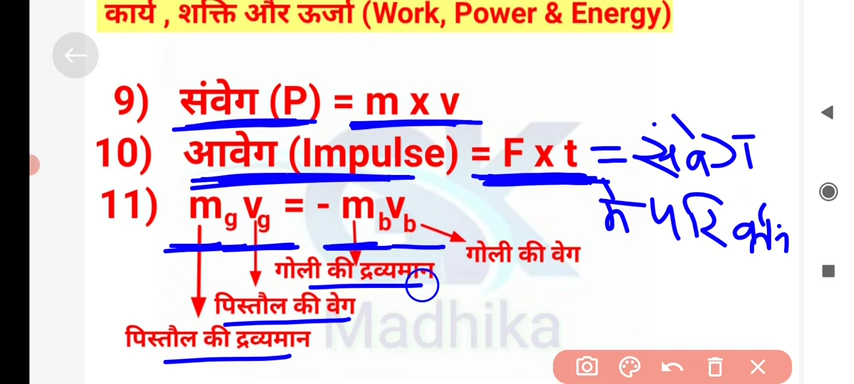 कार्य , शक्ति और ऊर्जा (Work, Power & Energy)
9) संवेग (P) = m x v
10) आवेग (Impulse) = F x t = संवेग
में परिवर्तन
11) mgvg = - mbvb
गोली की वेग
गोली की द्रव्यमान
पिस्तौल की वेग
पिस्तौल की द्रव्यमान
Madhika